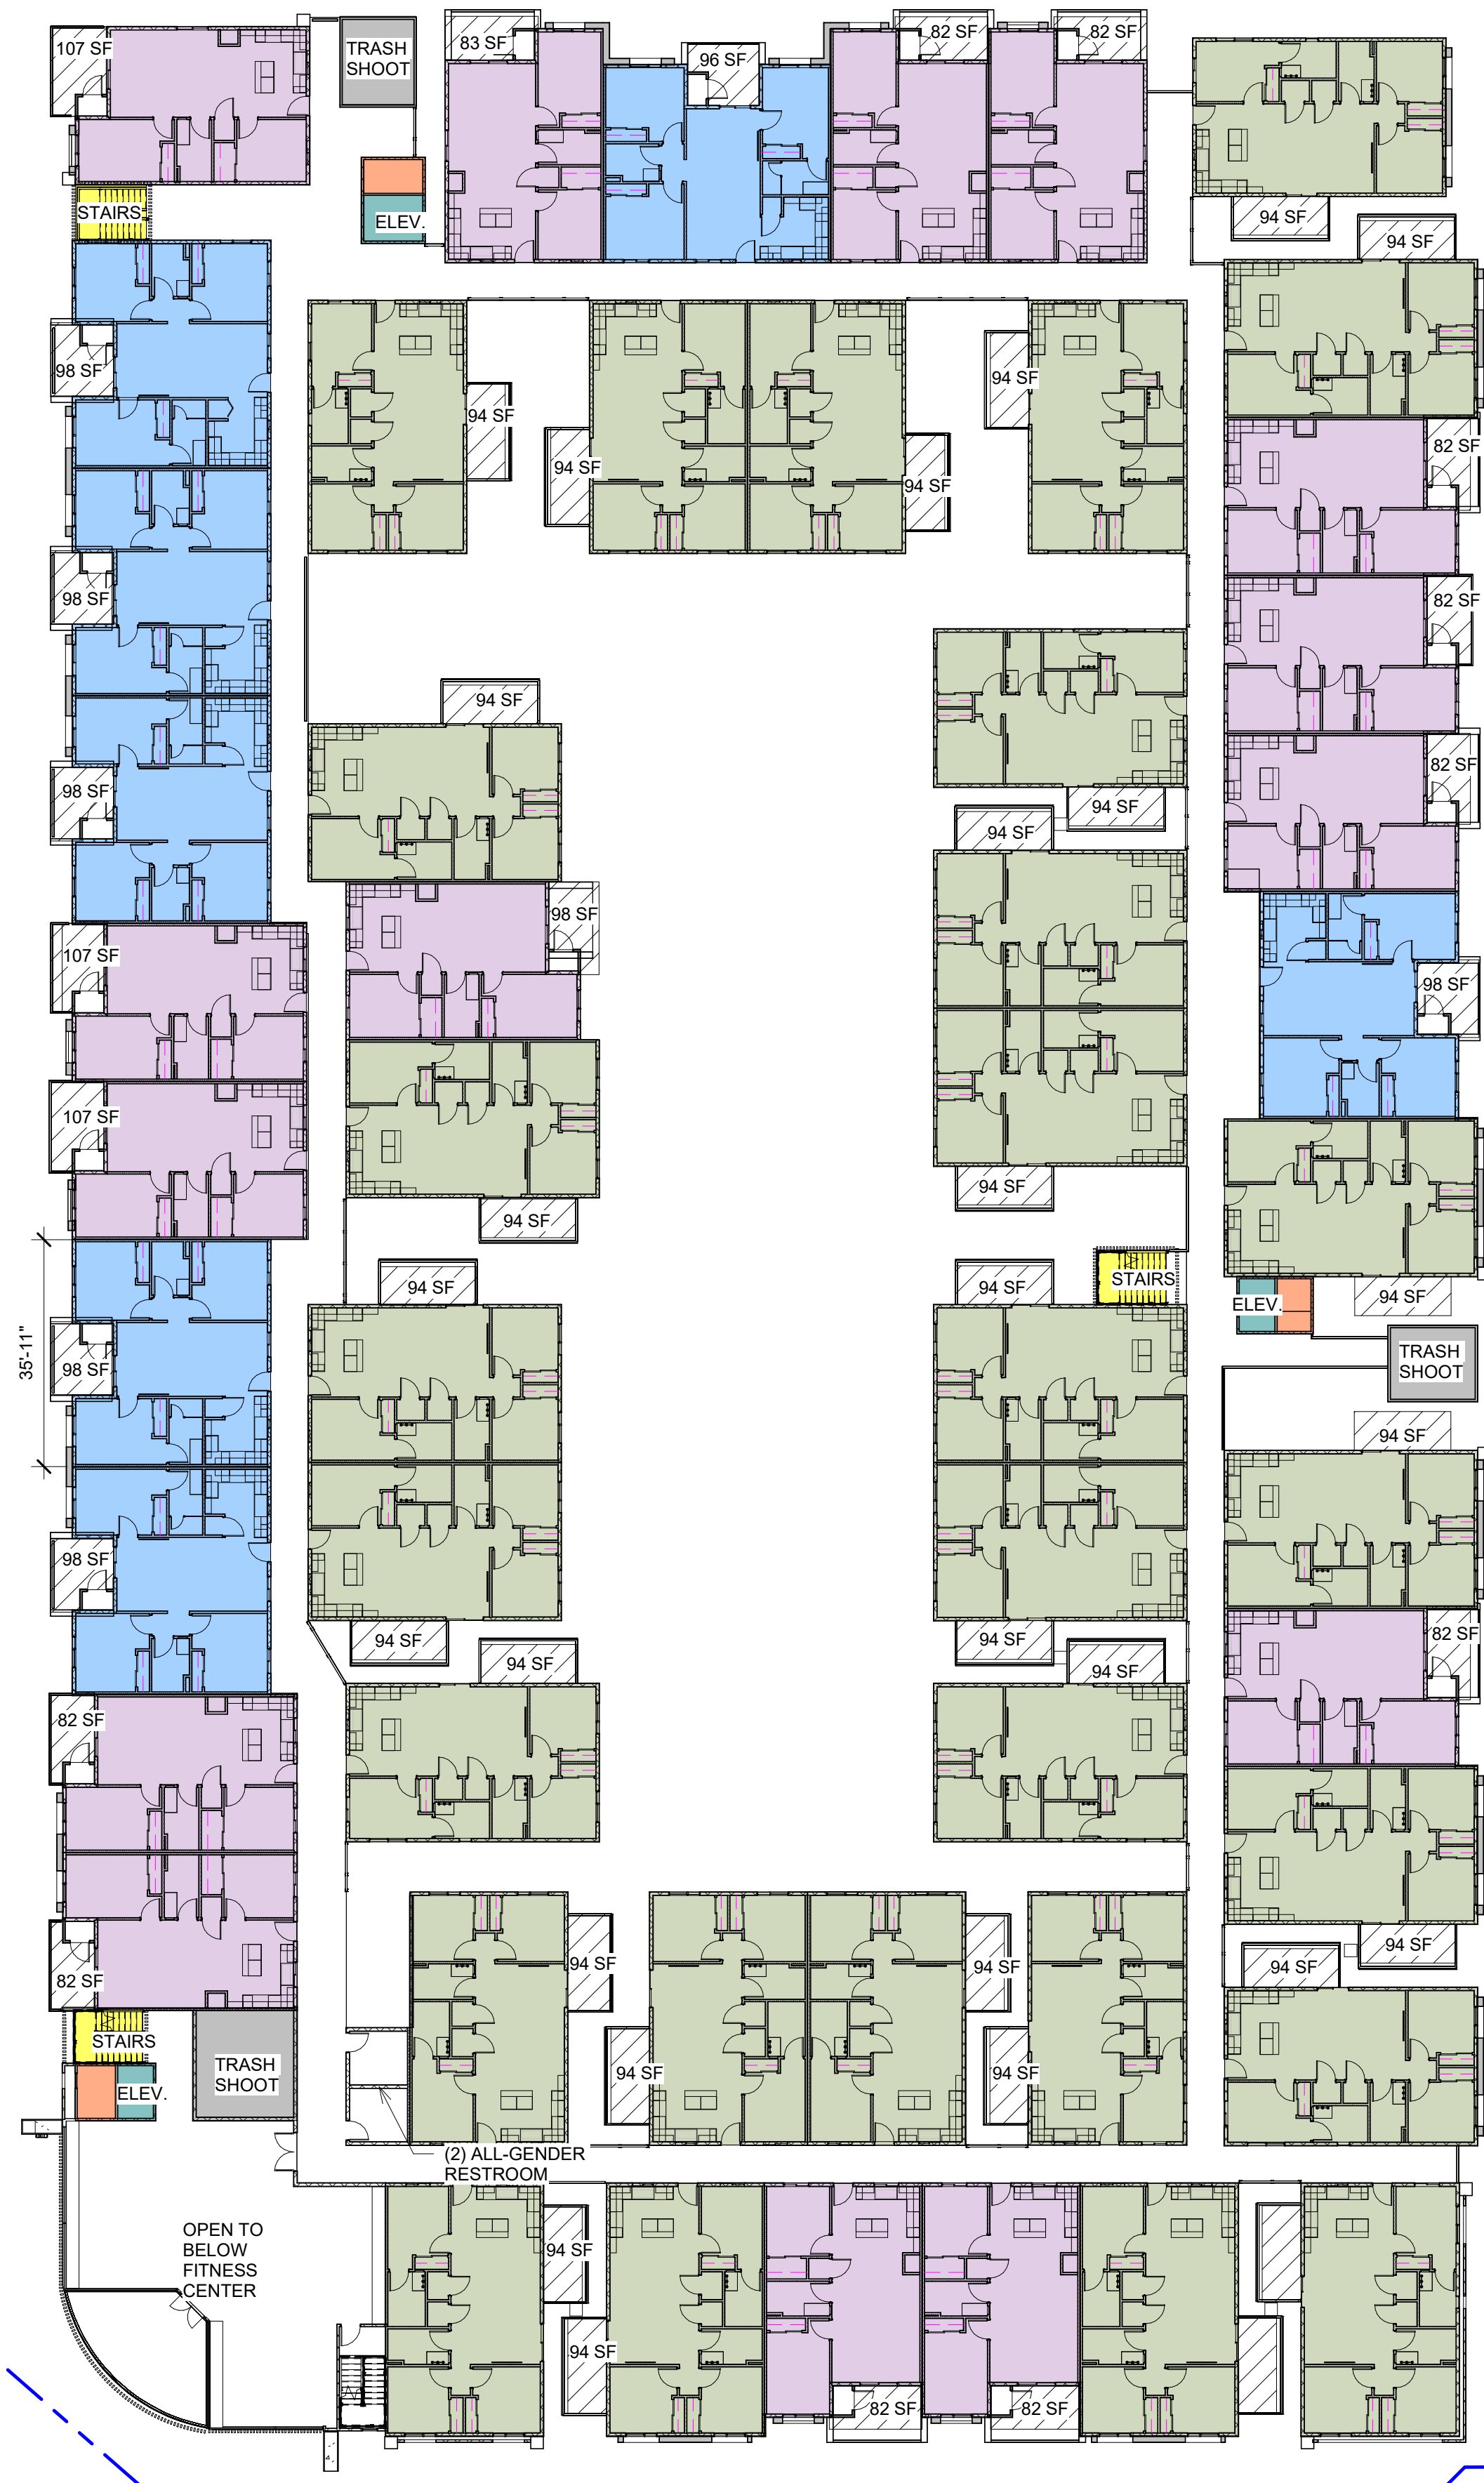 107 SF
TRASH
SHOOT
83 SF
96 SF
82 SF
82 SF
STAIRS
ELEV.
94 SF
94 SF
98 SF
94 SF
94 SF
94 SF
94 SF
82 SF
98 SF
82 SF
94 SF
82 SF
98 SF
94 SF
94 SF
98 SF
107 SF
98 SF
107 SF
94 SF
94 SF
94 SF
94 SF
STAIRS
ELEV.
94 SF
35'-11"
98 SF
TRASH
SHOOT
94 SF
98 SF
94 SF
94 SF
82 SF
94 SF
94 SF
82 SF
94 SF
94 SF
94 SF
94 SF
82 SF
STAIRS
TRASH
SHOOT
ELEV.
94 SF
94 SF
(2) ALL-GENDER
RESTROOM
OPEN TO
BELOW
FITNESS
CENTER
94 SF
94 SF
82 SF
82 SF